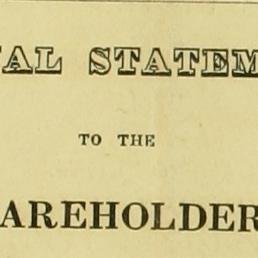 AL STATEM
TO THE
AREHOLDER